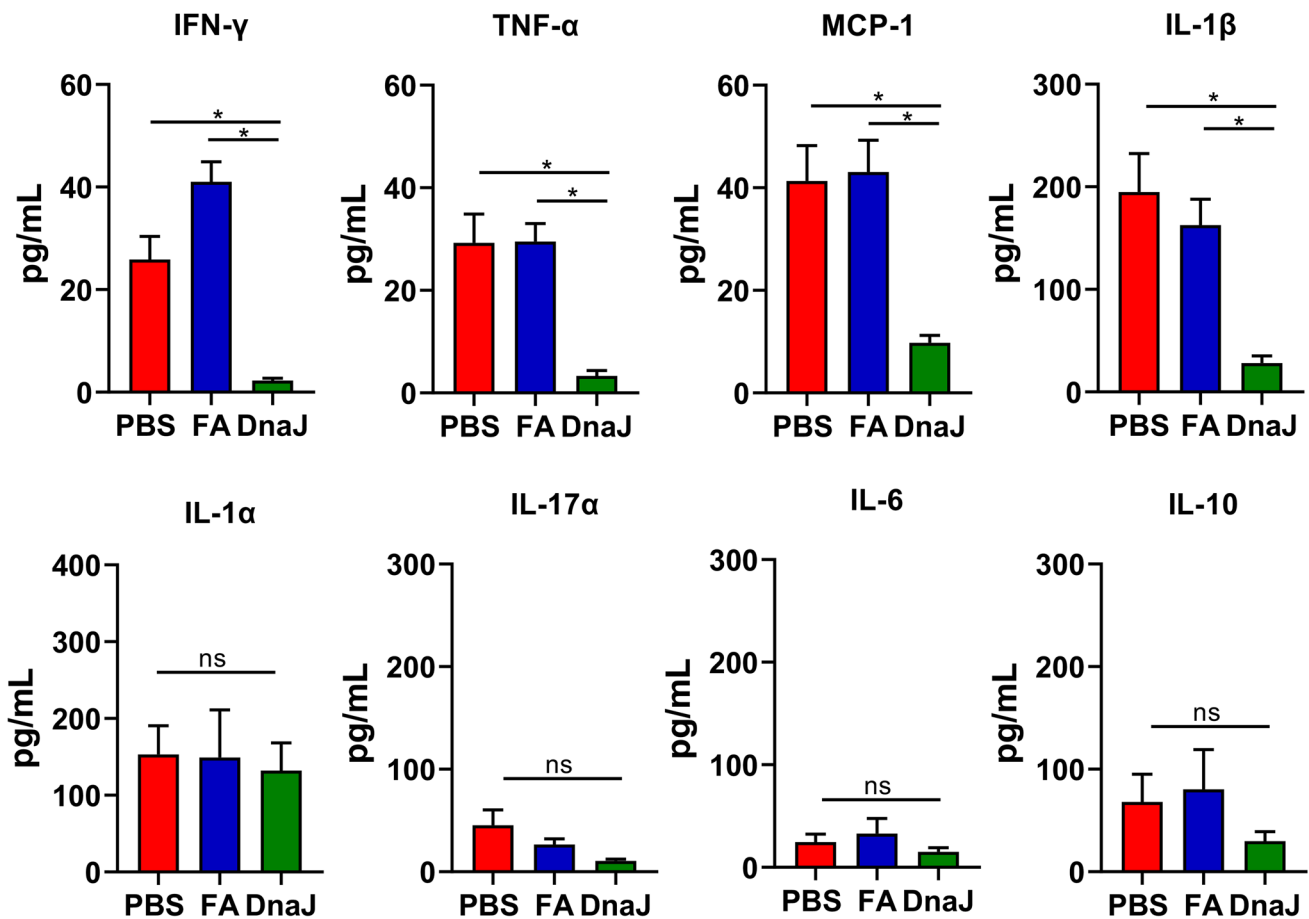 IFN-γ
60
40
20
0
pg/mL
*
*
PBS FA DnaJ
TNF-α
60
40
20
0
pg/mL
*
*
PBS FA DnaJ
MCP-1
60
40
20
0
pg/mL
*
*
PBS FA DnaJ
IL-1β
300
200
100
0
pg/mL
*
*
PBS FA DnaJ
IL-1α
400
300
200
100
0
pg/mL
ns
PBS FA DnaJ
IL-17α
300
200
100
0
pg/mL
ns
PBS FA DnaJ
IL-6
300
200
100
0
pg/mL
ns
PBS FA DnaJ
IL-10
300
200
100
0
pg/mL
ns
PBS FA DnaJ